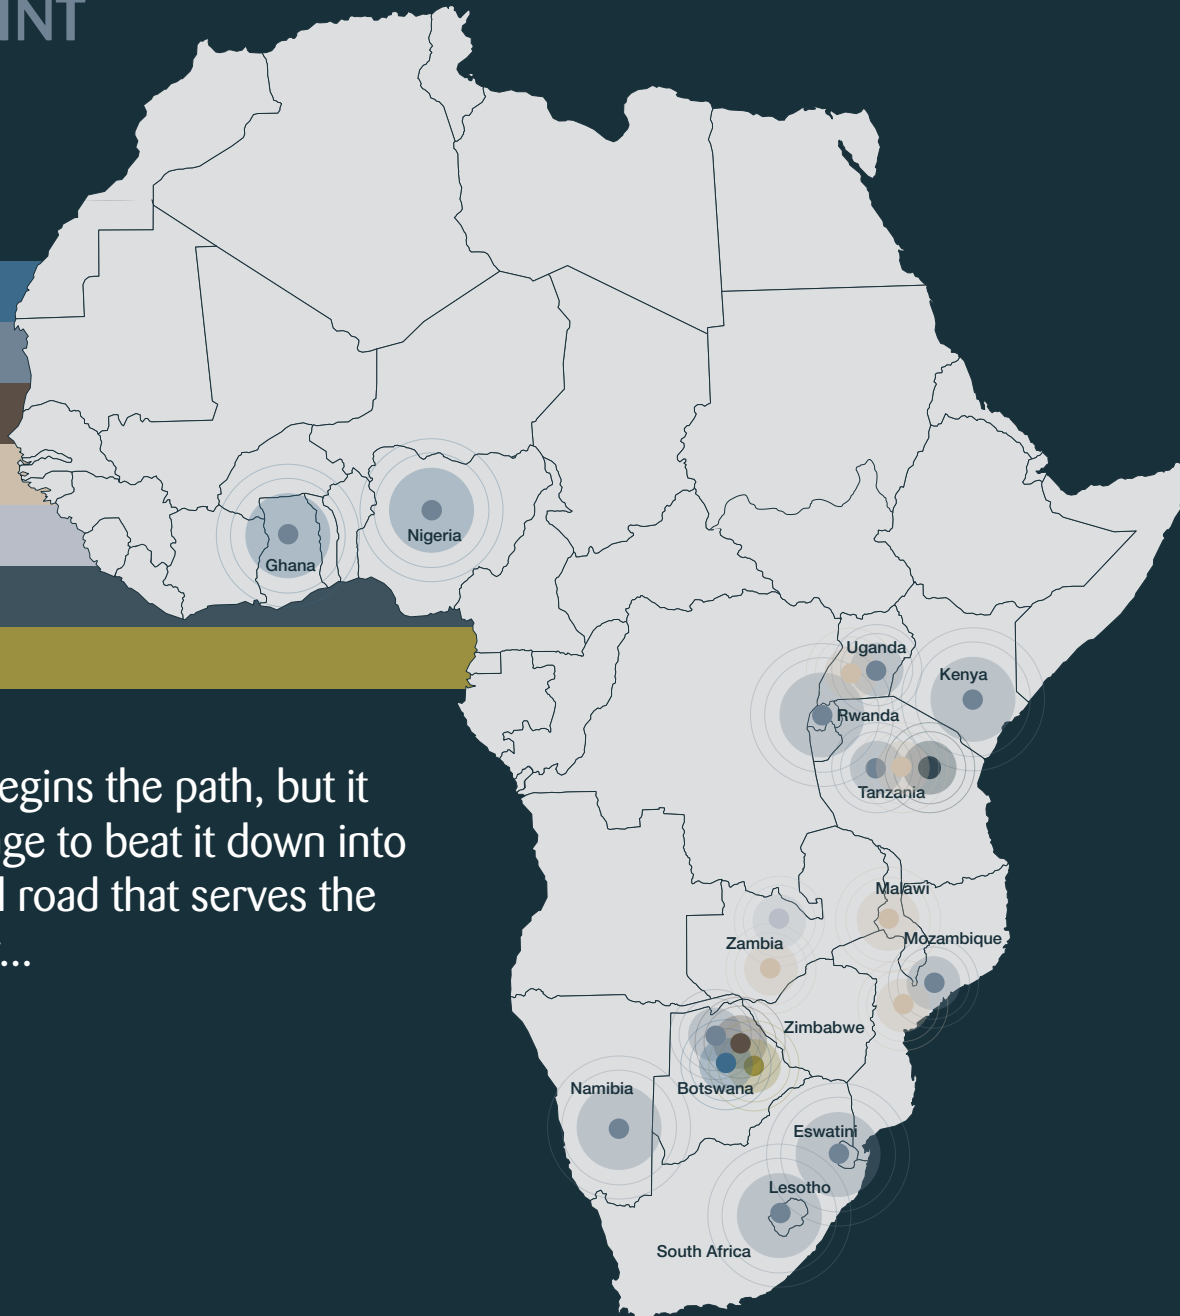 INT
Nigeria
Ghana
Uganda
Kenya
Rwanda
Tanzania
egins the path, but it
ge to beat it down into
l road that serves the
...
Malawi
Mozambique
Zambia
Zimbabwe
Namibia
Botswana
Eswatini
Lesotho
South Africa